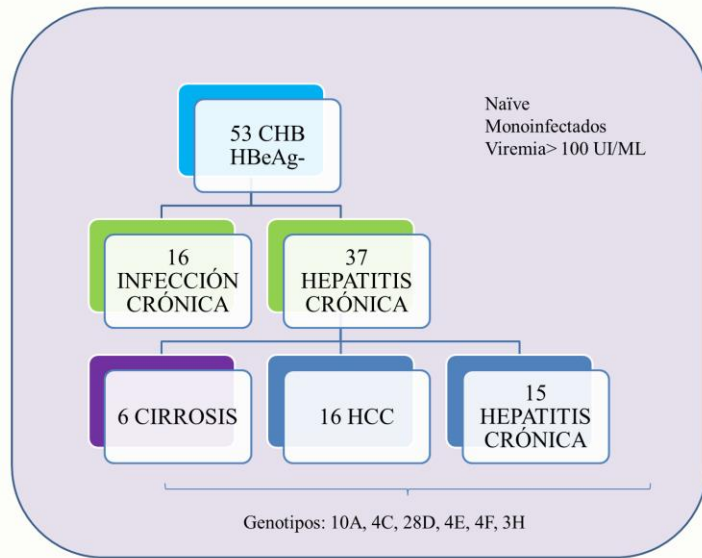 53 CHB
HBeAg-
Naïve
Monoinfectados
Viremia> 100 UI/ML
16
INFECCIÓN
CRÓNICA
37
HEPATITIS
CRÓNICA
6 CIRROSIS
16 HCC
15
HEPATITIS
CRÓNICA
Genotipos: 10A, 4C, 28D, 4E, 4F, 3H